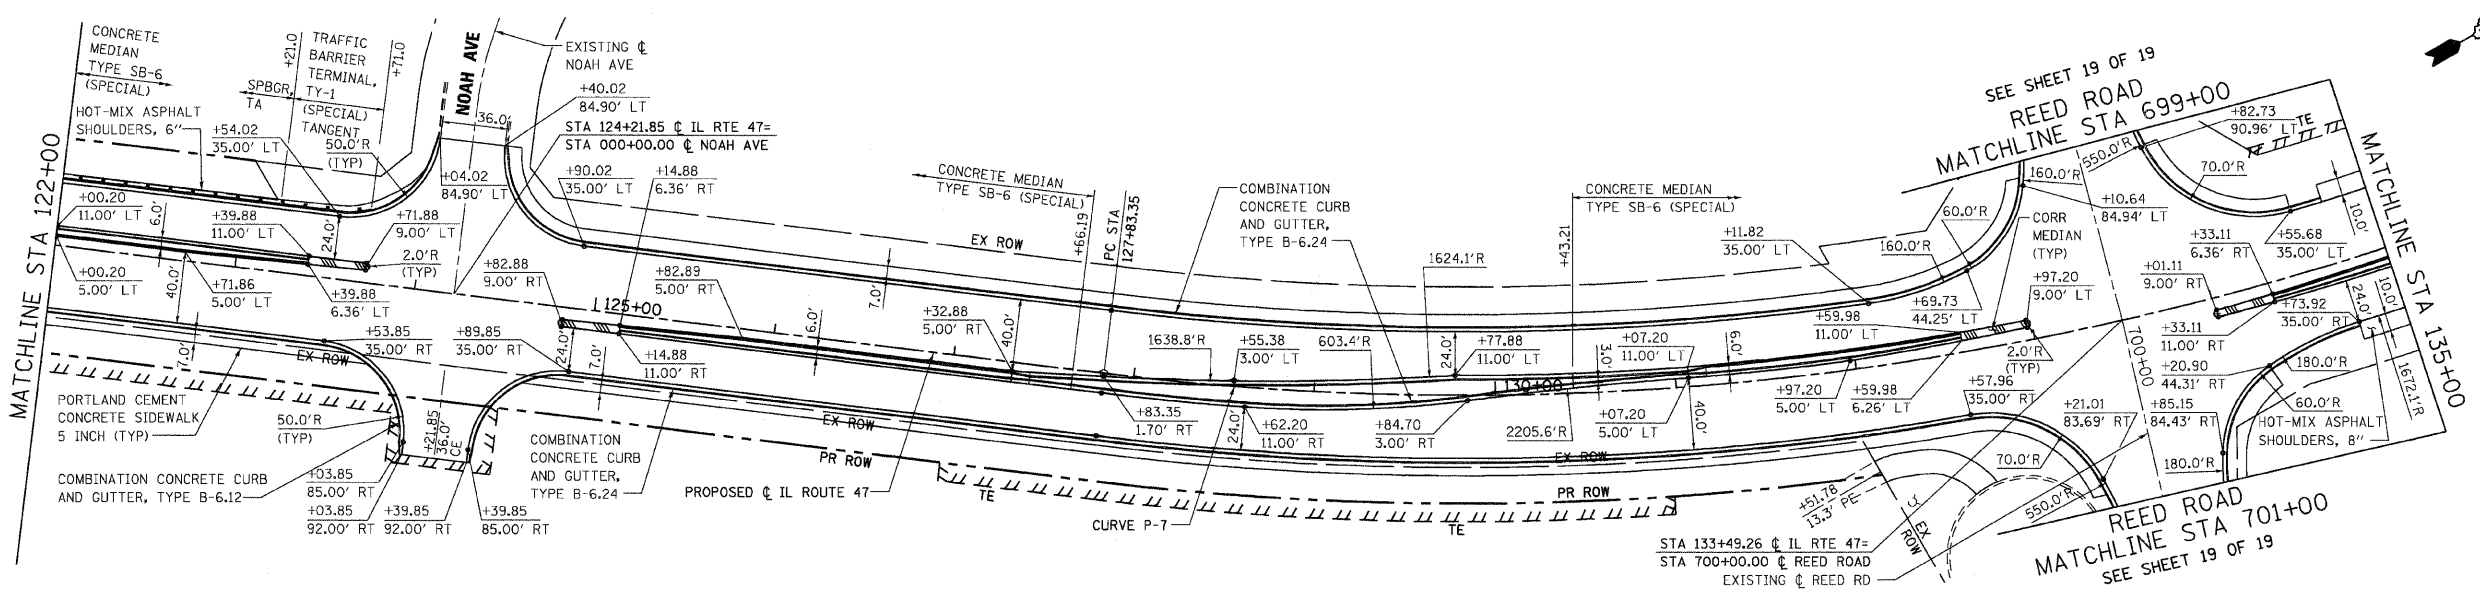 CONCRETE
MEDIAN
TYPE SB-6
(SPECIAL)
HOT-MIX ASPHALT
SHOULDERS, 6"
SPBGR,
TA
+21.0
TRAFFIC
BARRIER
TERMINAL,
TY-1
(SPECIAL)
TANGENT
+71.0
50.0'R
(TYP)
NOAH AVE
EXISTING ℄
NOAH AVE
+40.02
84.90' LT
36.0'
STA 124+21.85 ℄ IL RTE 47=
STA 000+00.00 ℄ NOAH AVE
+54.02
35.00' LT
+04.02
84.90' LT
+90.02
35.00' LT
+14.88
6.36' RT
MATCHLINE STA 122+00
+00.20
11.00' LT
6.0'
+39.88
11.00' LT
24.0'
+71.88
9.00' LT
2.0'R
(TYP)
+00.20
5.00' LT
40.0'
+71.86
5.00' LT
+39.88
6.36' LT
7.0'
EX ROW
+53.85
35.00' RT
+89.85
35.00' RT
+82.88
9.00' RT
24.0'
7.0'
125+00
+14.88
11.00' RT
+82.89
5.00' RT
6.0'
7.0'
EX ROW
CONCRETE MEDIAN
TYPE SB-6 (SPECIAL)
+66.19
PC STA
127+83.35
+32.88
5.00' RT
40.0'
PORTLAND CEMENT
CONCRETE SIDEWALK
5 INCH (TYP)
50.0'R
(TYP)
+21.85
36.0'
CE
COMBINATION CONCRETE CURB
AND GUTTER, TYPE B-6.12
+03.85
85.00' RT
+03.85
92.00' RT
+39.85
92.00' RT
+39.85
85.00' RT
COMBINATION
CONCRETE CURB
AND GUTTER,
TYPE B-6.24
EX ROW
PR ROW
PROPOSED ℄ IL ROUTE 47
TE
CURVE P-7
COMBINATION
CONCRETE CURB
AND GUTTER,
TYPE B-6.24
1638.8'R
+55.38
3.00' LT
603.4'R
1624.1'R
24.0'
+77.88
11.00' LT
+83.35
1.70' RT
24.0'
+62.20
11.00' RT
+84.70
3.00' RT
130+00
2205.6'R
CONCRETE MEDIAN
TYPE SB-6 (SPECIAL)
+43.21
3.0'
+07.20
11.00' LT
6.0'
+07.20
5.00' LT
40.0'
EX ROW
PR ROW
TE
+11.82
35.00' LT
160.0'R
60.0'R
+59.98
11.00' LT
+69.73
44.25' LT
+97.20
5.00' LT
+59.98
6.26' LT
+57.96
35.00' RT
2.0'R
(TYP)
+97.20
9.00' LT
CORR
MEDIAN
(TYP)
+10.64
84.94' LT
160.0'R
550.0'R
SEE SHEET 19 OF 19
REED ROAD
MATCHLINE STA 699+00
+82.73
90.96' LT
TE
70.0'R
10.0'
+33.11
6.36' RT
+55.68
35.00' LT
+01.11
9.00' RT
+33.11
11.00' RT
+73.92
35.00' RT
24.0'
10.0'
700+00
+20.90
44.31' RT
180.0'R
60.0'R
1672.1'R
HOT-MIX ASPHALT
SHOULDERS, 8"
+21.01
83.69' RT
+85.15
84.43' RT
180.0'R
70.0'R
550.0'R
+51.78
13.3' PE
℄ EX
ROW
STA 133+49.26 ℄ IL RTE 47=
STA 700+00.00 ℄ REED ROAD
EXISTING ℄ REED RD
REED ROAD
MATCHLINE STA 701+00
SEE SHEET 19 OF 19
MATCHLINE STA 135+00